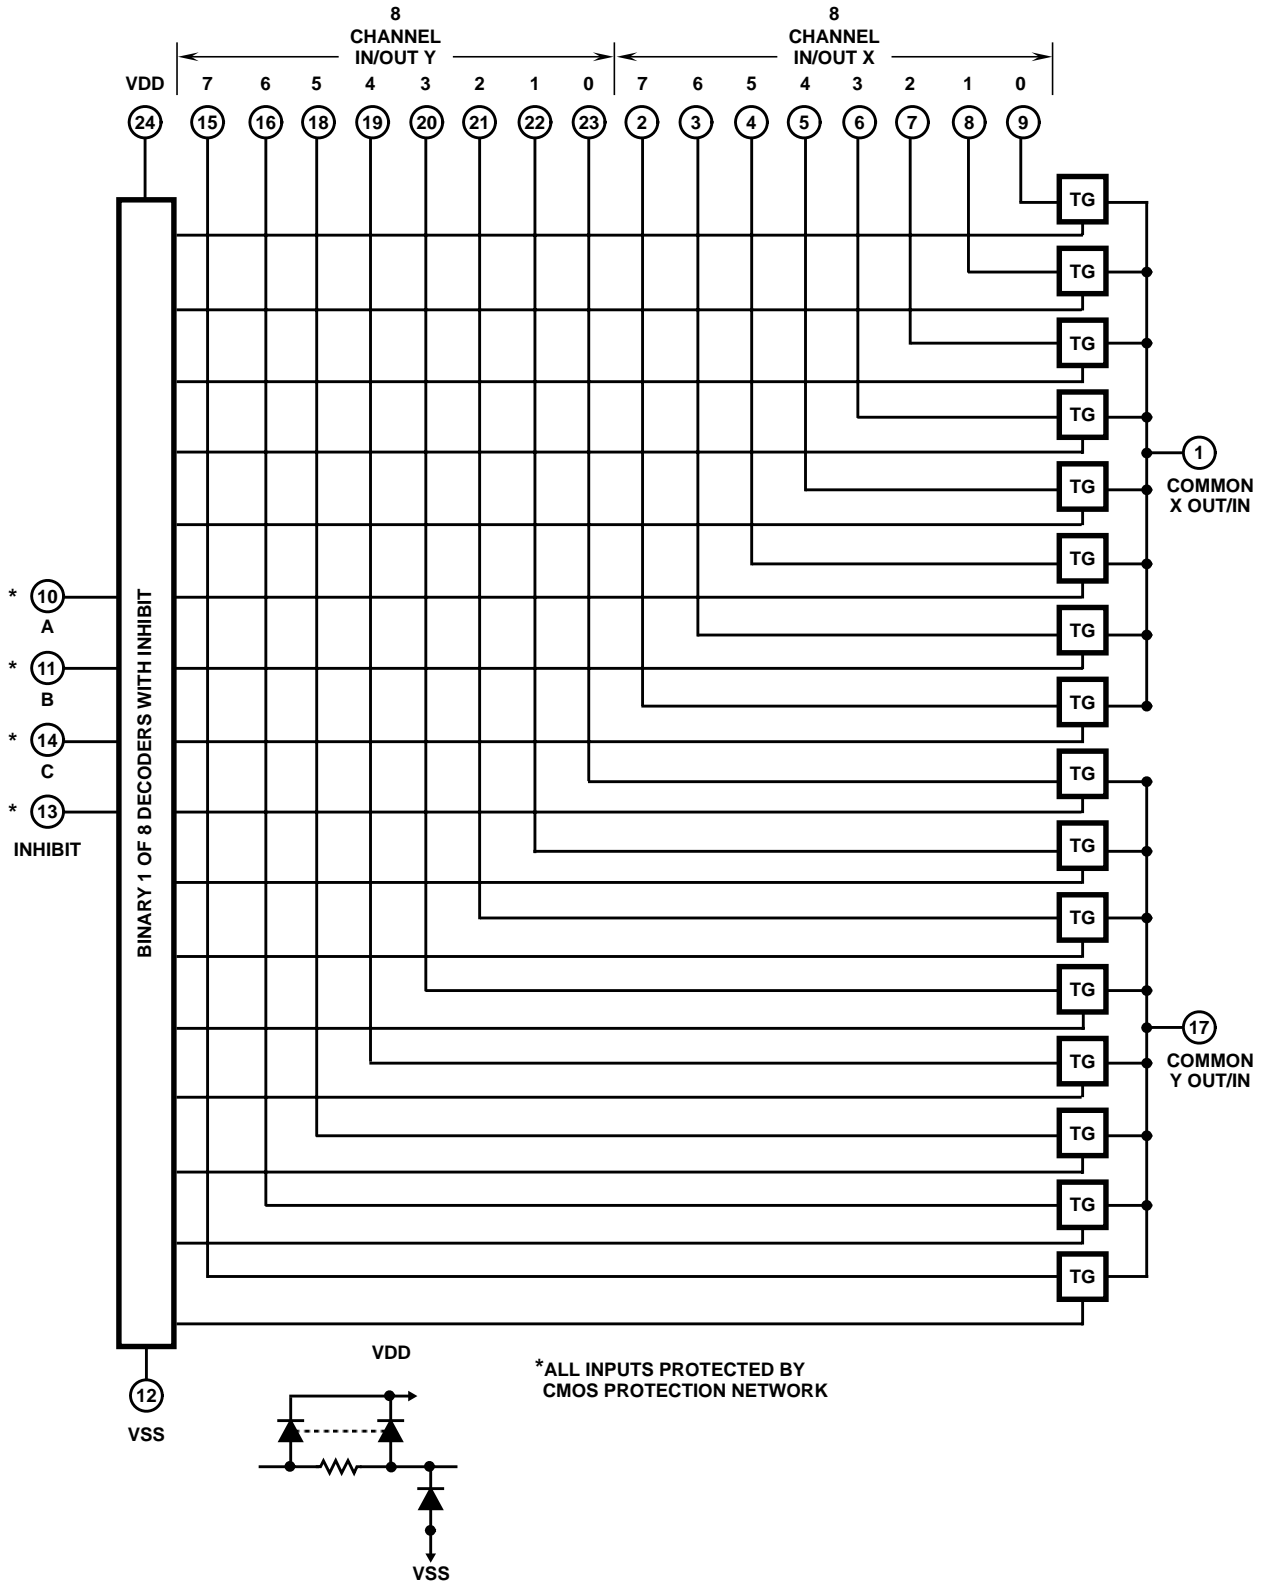 8
CHANNEL
IN/OUT Y
8
CHANNEL
IN/OUT X
VDD 7 6 5 4 3 2 1 0 7 6 5 4 3 2 1 0
24 15 16 18 19 20 21 22 23 2 3 4 5 6 7 8 9
TG
TG
TG
TG
1
COMMON
X OUT/IN
TG
TG
TG
TG
* 10
A
* 11
B
* 14
C
* 13
INHIBIT
BINARY 1 OF 8 DECODERS WITH INHIBIT
TG
TG
TG
TG
17
COMMON
Y OUT/IN
TG
TG
TG
TG
12
VSS
VDD
VSS
*ALL INPUTS PROTECTED BY
CMOS PROTECTION NETWORK